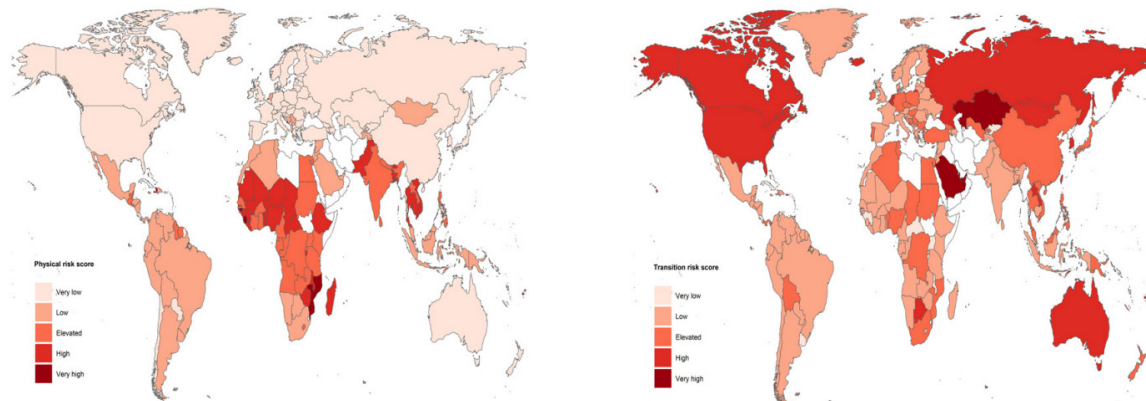 Physical risk score
Very low
Low
Elevated
High
Very high
Transition risk score
Very low
Low
Elevated
High
Very high